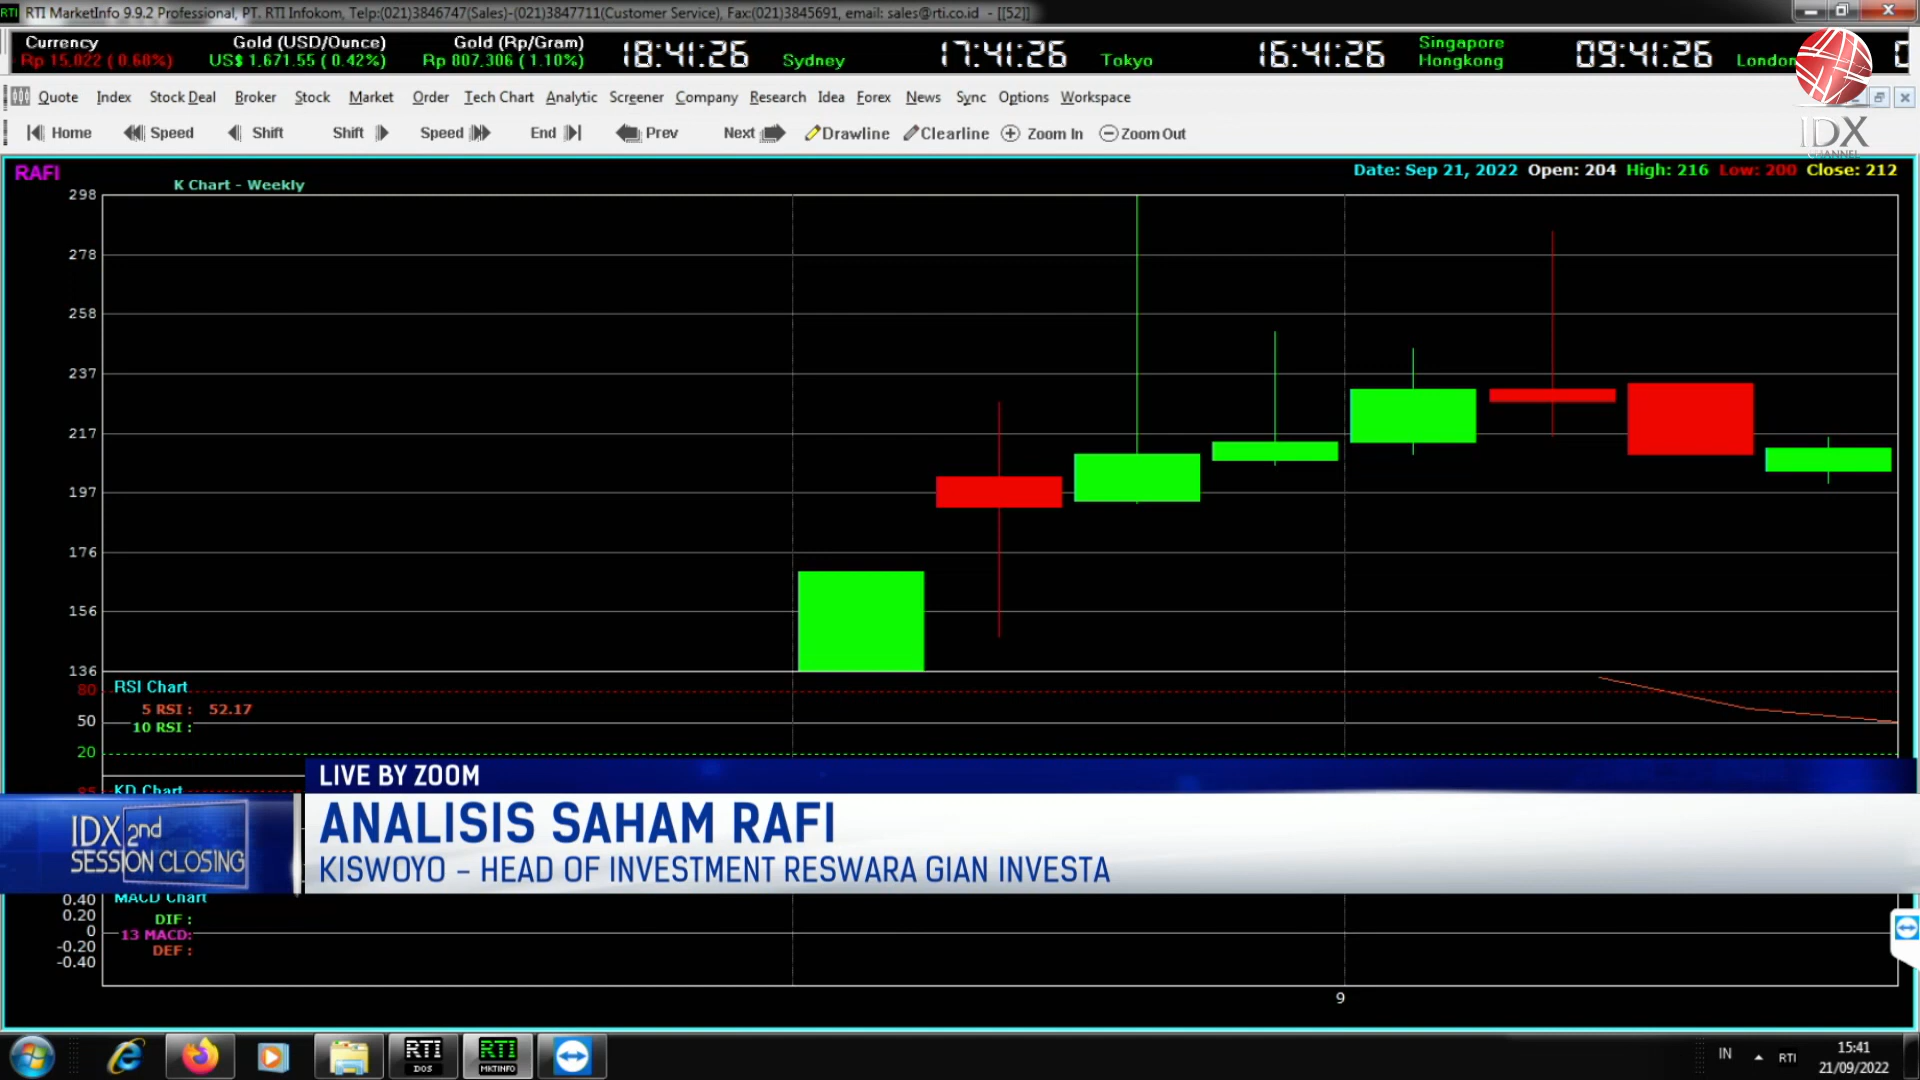 RTI RTI MarketInfo 9.9.2 Professional, PT. RTI Infokom, Telp:(021)3846747(Sales)-(021)3847711(Customer Service), Fax:(021)3845691, email: sales@rti.co.id - [[52]]
Currency Gold (USD/Ounce) Gold (Rp/Gram) 18:41:26 Sydney 17:41:26 Tokyo 16:41:26 Singapore Hongkong 09:41:26 London
Rp 15,022 ( 0.60%) US$ 1,671.55 ( 0.42%) Rp 807,306 ( 1.10%)
Quote Index Stock Deal Broker Stock Market Order Tech Chart Analytic Screener Company Research Idea Forex News Sync Options Workspace
Home Speed Shift Shift Speed End Prev Next Drawline Clearline Zoom In Zoom Out
IDX
CHANNEL
RAFI
Date: Sep 21, 2022 Open: 204 High: 216 Low: 200 Close: 212
K Chart - Weekly
298
278
258
237
217
197
176
156
136
80 RSI Chart
5 RSI : 52.17
50
10 RSI :
20
KD Chart
LIVE BY ZOOM
ANALISIS SAHAM RAFI
KISWOYO – HEAD OF INVESTMENT RESWARA GIAN INVESTA
IDX 2nd
SESSION CLOSING
MACD Chart
0.40
0.20
DIF :
0
13 MACD:
-0.20
DEF :
-0.40
9
RTI
DOS
RTI
MKTINFO
IN
RTI
15:41
21/09/2022